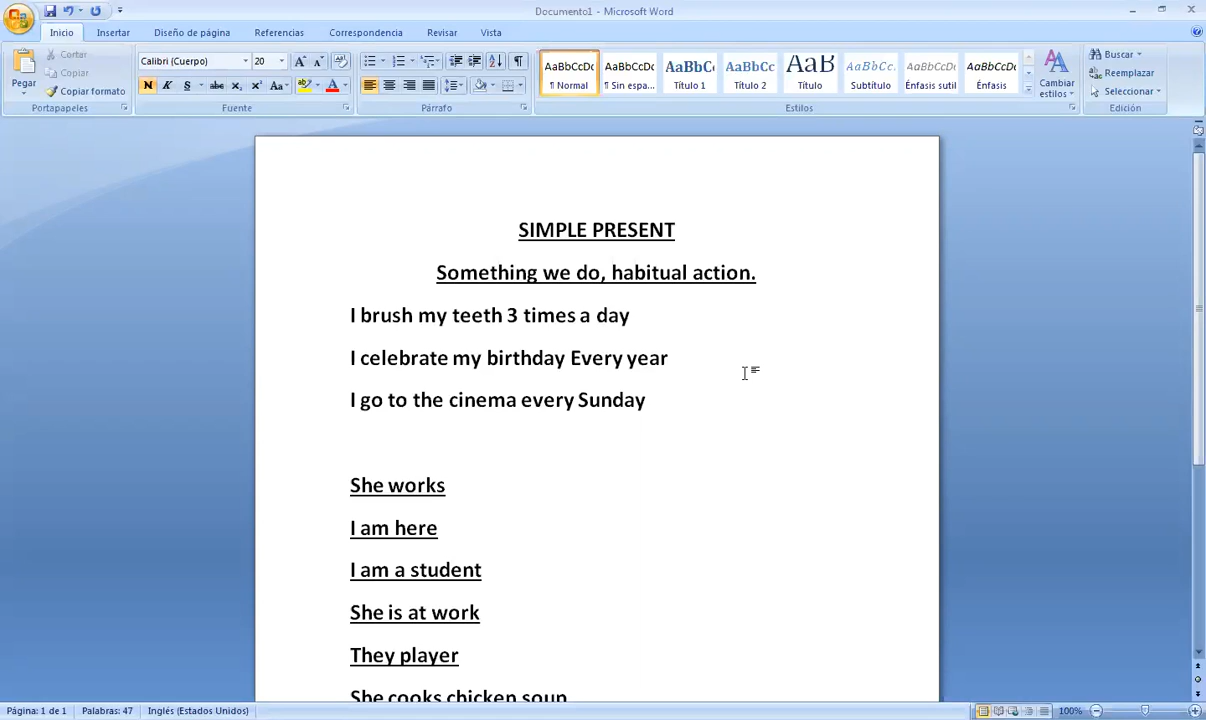 Documento1 - Microsoft Word
Inicio Insertar Diseño de página Referencias Correspondencia Revisar Vista
Pegar
Cortar
Copiar
Copiar formato
Portapapeles
Calibri (Cuerpo) 20
N K S abc x₂ x² Aa
Fuente
Párrafo
AaBbCcDc ¶ Normal
AaBbCcDc ¶ Sin espa...
AaBbC Título 1
AaBbCc Título 2
AaB Título
AaBbCc. Subtítulo
AaBbCcDc Énfasis sutil
AaBbCcDc Énfasis
Cambiar estilos
Estilos
Buscar
Reemplazar
Seleccionar
Edición
SIMPLE PRESENT
Something we do, habitual action.
I brush my teeth 3 times a day
I celebrate my birthday Every year
I go to the cinema every Sunday
She works
I am here
I am a student
She is at work
They player
She cooks chicken soup
Página: 1 de 1 Palabras: 47 Inglés (Estados Unidos) 100%